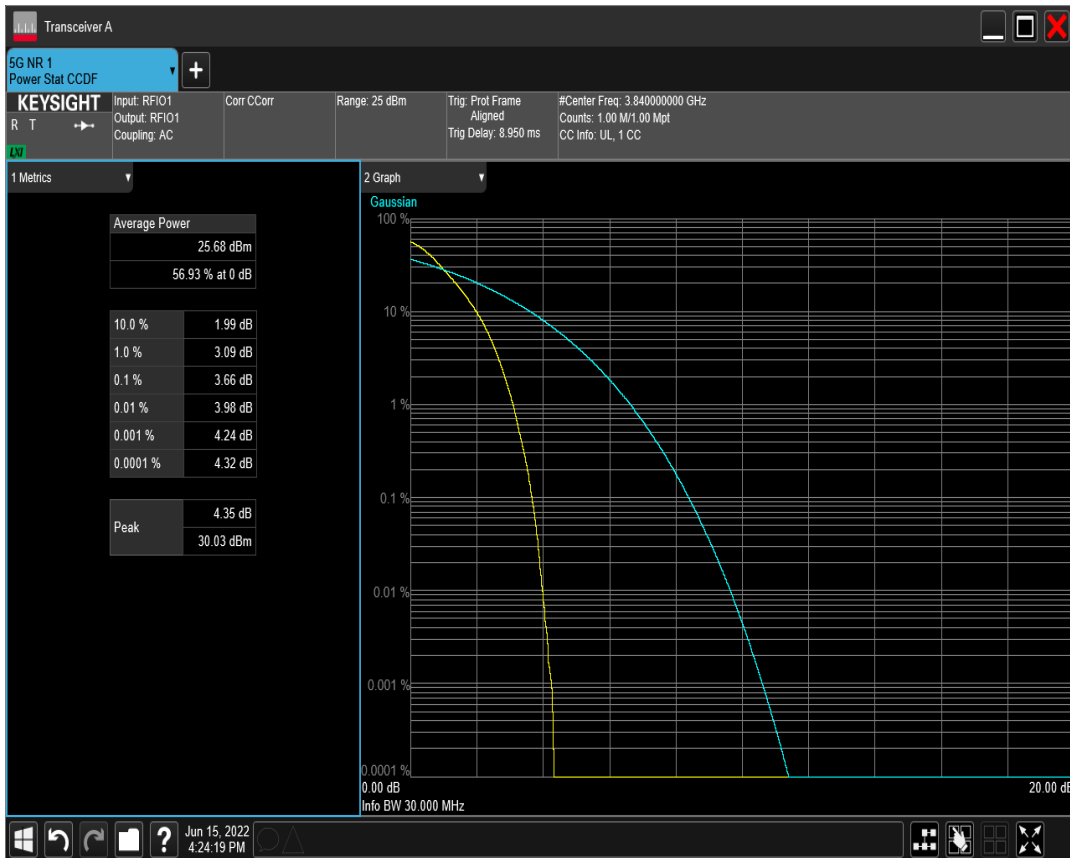 Transceiver A
5G NR 1
Power Stat CCDF
KEYSIGHT
R T
LXI
Input: RFIO1
Output: RFIO1
Coupling: AC
Corr CCorr
Range: 25 dBm
Trig: Prot Frame
Aligned
Trig Delay: 8.950 ms
#Center Freq: 3.840000000 GHz
Counts: 1.00 M/1.00 Mpt
CC Info: UL, 1 CC
1 Metrics
Average Power
25.68 dBm
56.93 % at 0 dB
10.0 % 1.99 dB
1.0 % 3.09 dB
0.1 % 3.66 dB
0.01 % 3.98 dB
0.001 % 4.24 dB
0.0001 % 4.32 dB
Peak
4.35 dB
30.03 dBm
2 Graph
Gaussian
100 %
10 %
1 %
0.1 %
0.01 %
0.001 %
0.0001 %
0.00 dB
20.00 dB
Info BW 30.000 MHz
?
Jun 15, 2022
4:24:19 PM